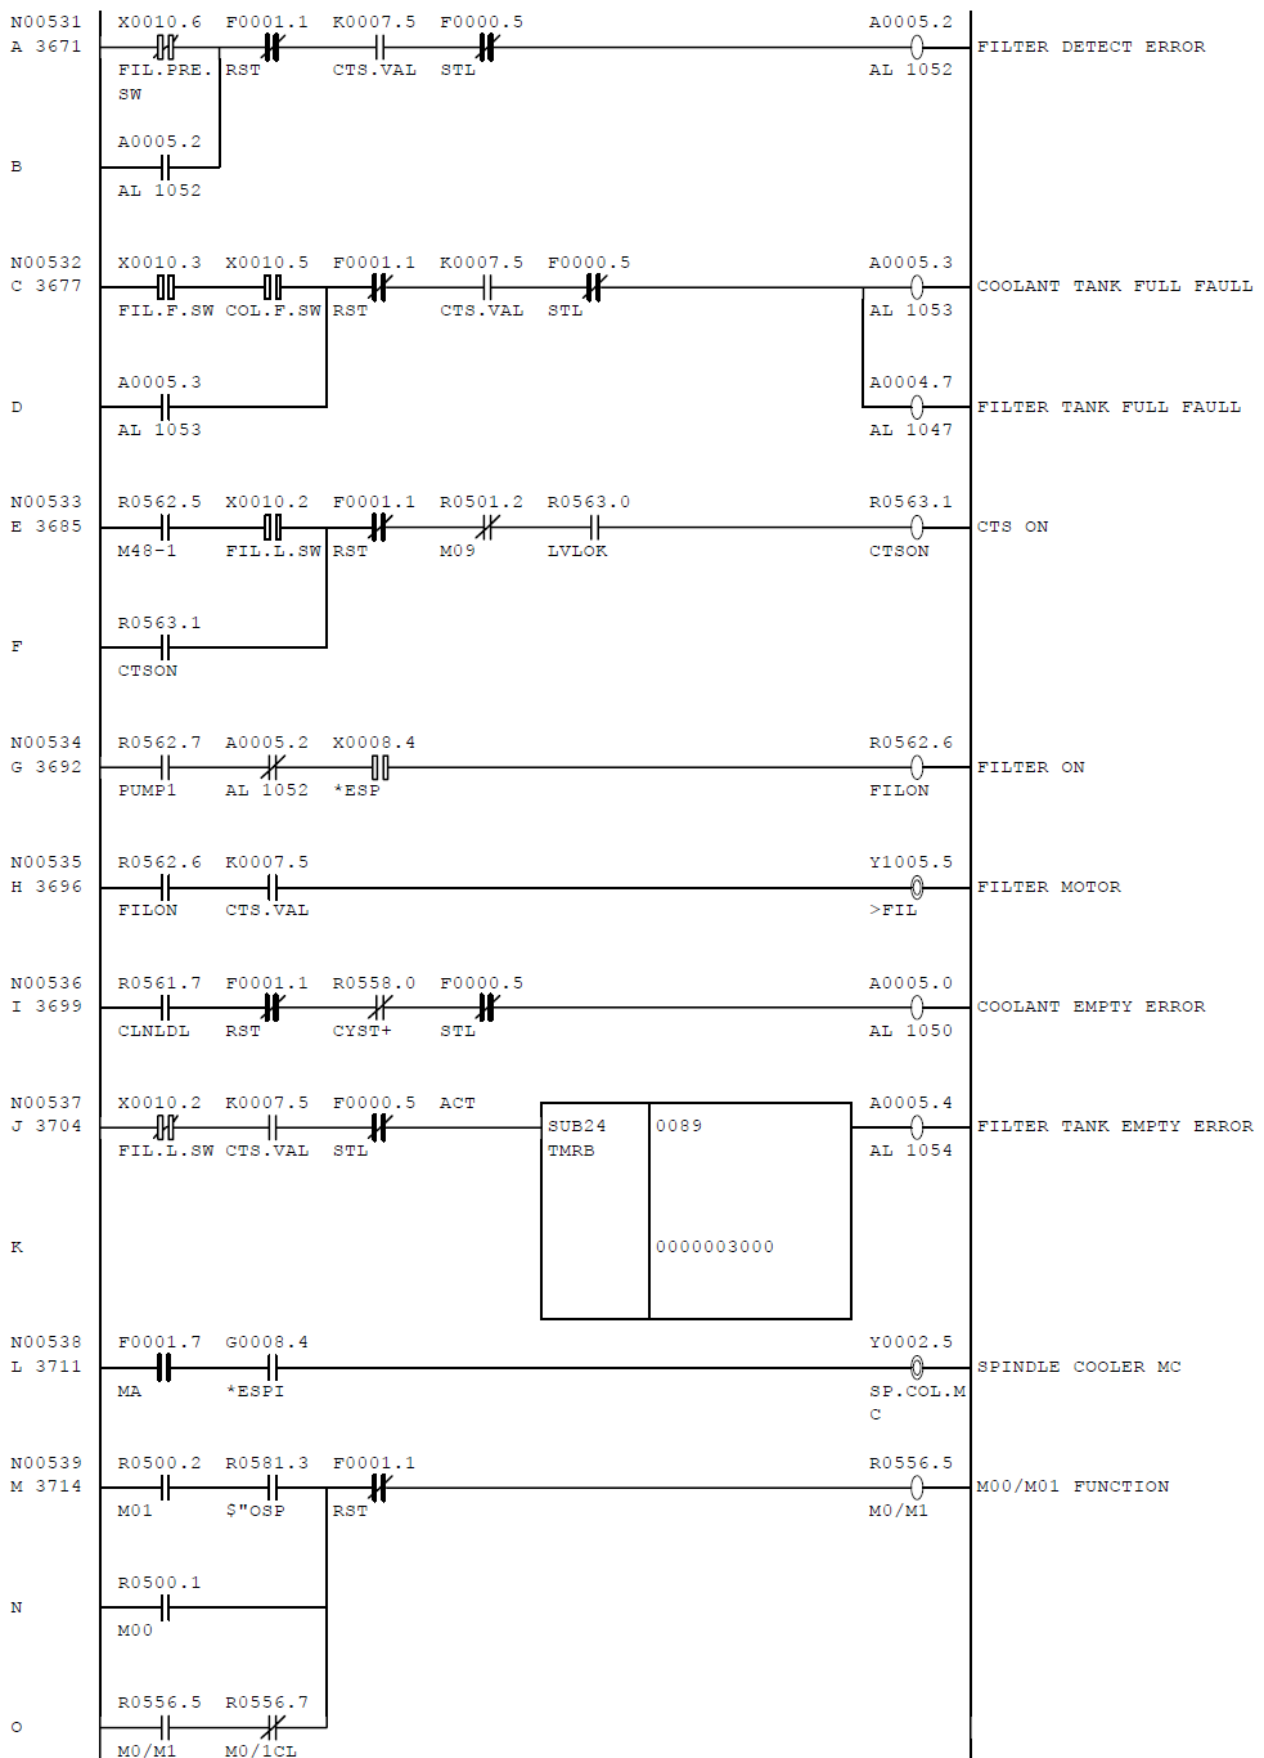 N00531 X0010.6 F0001.1 K0007.5 F0000.5 A0005.2
A 3671 FILTER DETECT ERROR
FIL.PRE. RST CTS.VAL STL AL 1052
SW
A0005.2
B
AL 1052
N00532 X0010.3 X0010.5 F0001.1 K0007.5 F0000.5 A0005.3
C 3677 COOLANT TANK FULL FAULL
FIL.F.SW COL.F.SW RST CTS.VAL STL AL 1053
A0005.3 A0004.7
D FILTER TANK FULL FAULL
AL 1053 AL 1047
N00533 R0562.5 X0010.2 F0001.1 R0501.2 R0563.0 R0563.1
E 3685 CTS ON
M48-1 FIL.L.SW RST M09 LVLOK CTSON
R0563.1
F
CTSON
N00534 R0562.7 A0005.2 X0008.4 R0562.6
G 3692 FILTER ON
PUMP1 AL 1052 *ESP FILON
N00535 R0562.6 K0007.5 Y1005.5
H 3696 FILTER MOTOR
FILON CTS.VAL >FIL
N00536 R0561.7 F0001.1 R0558.0 F0000.5 A0005.0
I 3699 COOLANT EMPTY ERROR
CLNLDL RST CYST+ STL AL 1050
N00537 X0010.2 K0007.5 F0000.5 ACT A0005.4
J 3704 SUB24 0089 FILTER TANK EMPTY ERROR
FIL.L.SW CTS.VAL STL TMRB AL 1054
K 0000003000
N00538 F0001.7 G0008.4 Y0002.5
L 3711 SPINDLE COOLER MC
MA *ESPI SP.COL.M
C
N00539 R0500.2 R0581.3 F0001.1 R0556.5
M 3714 M00/M01 FUNCTION
M01 $"OSP RST M0/M1
R0500.1
N
M00
R0556.5 R0556.7
O
M0/M1 M0/1CL